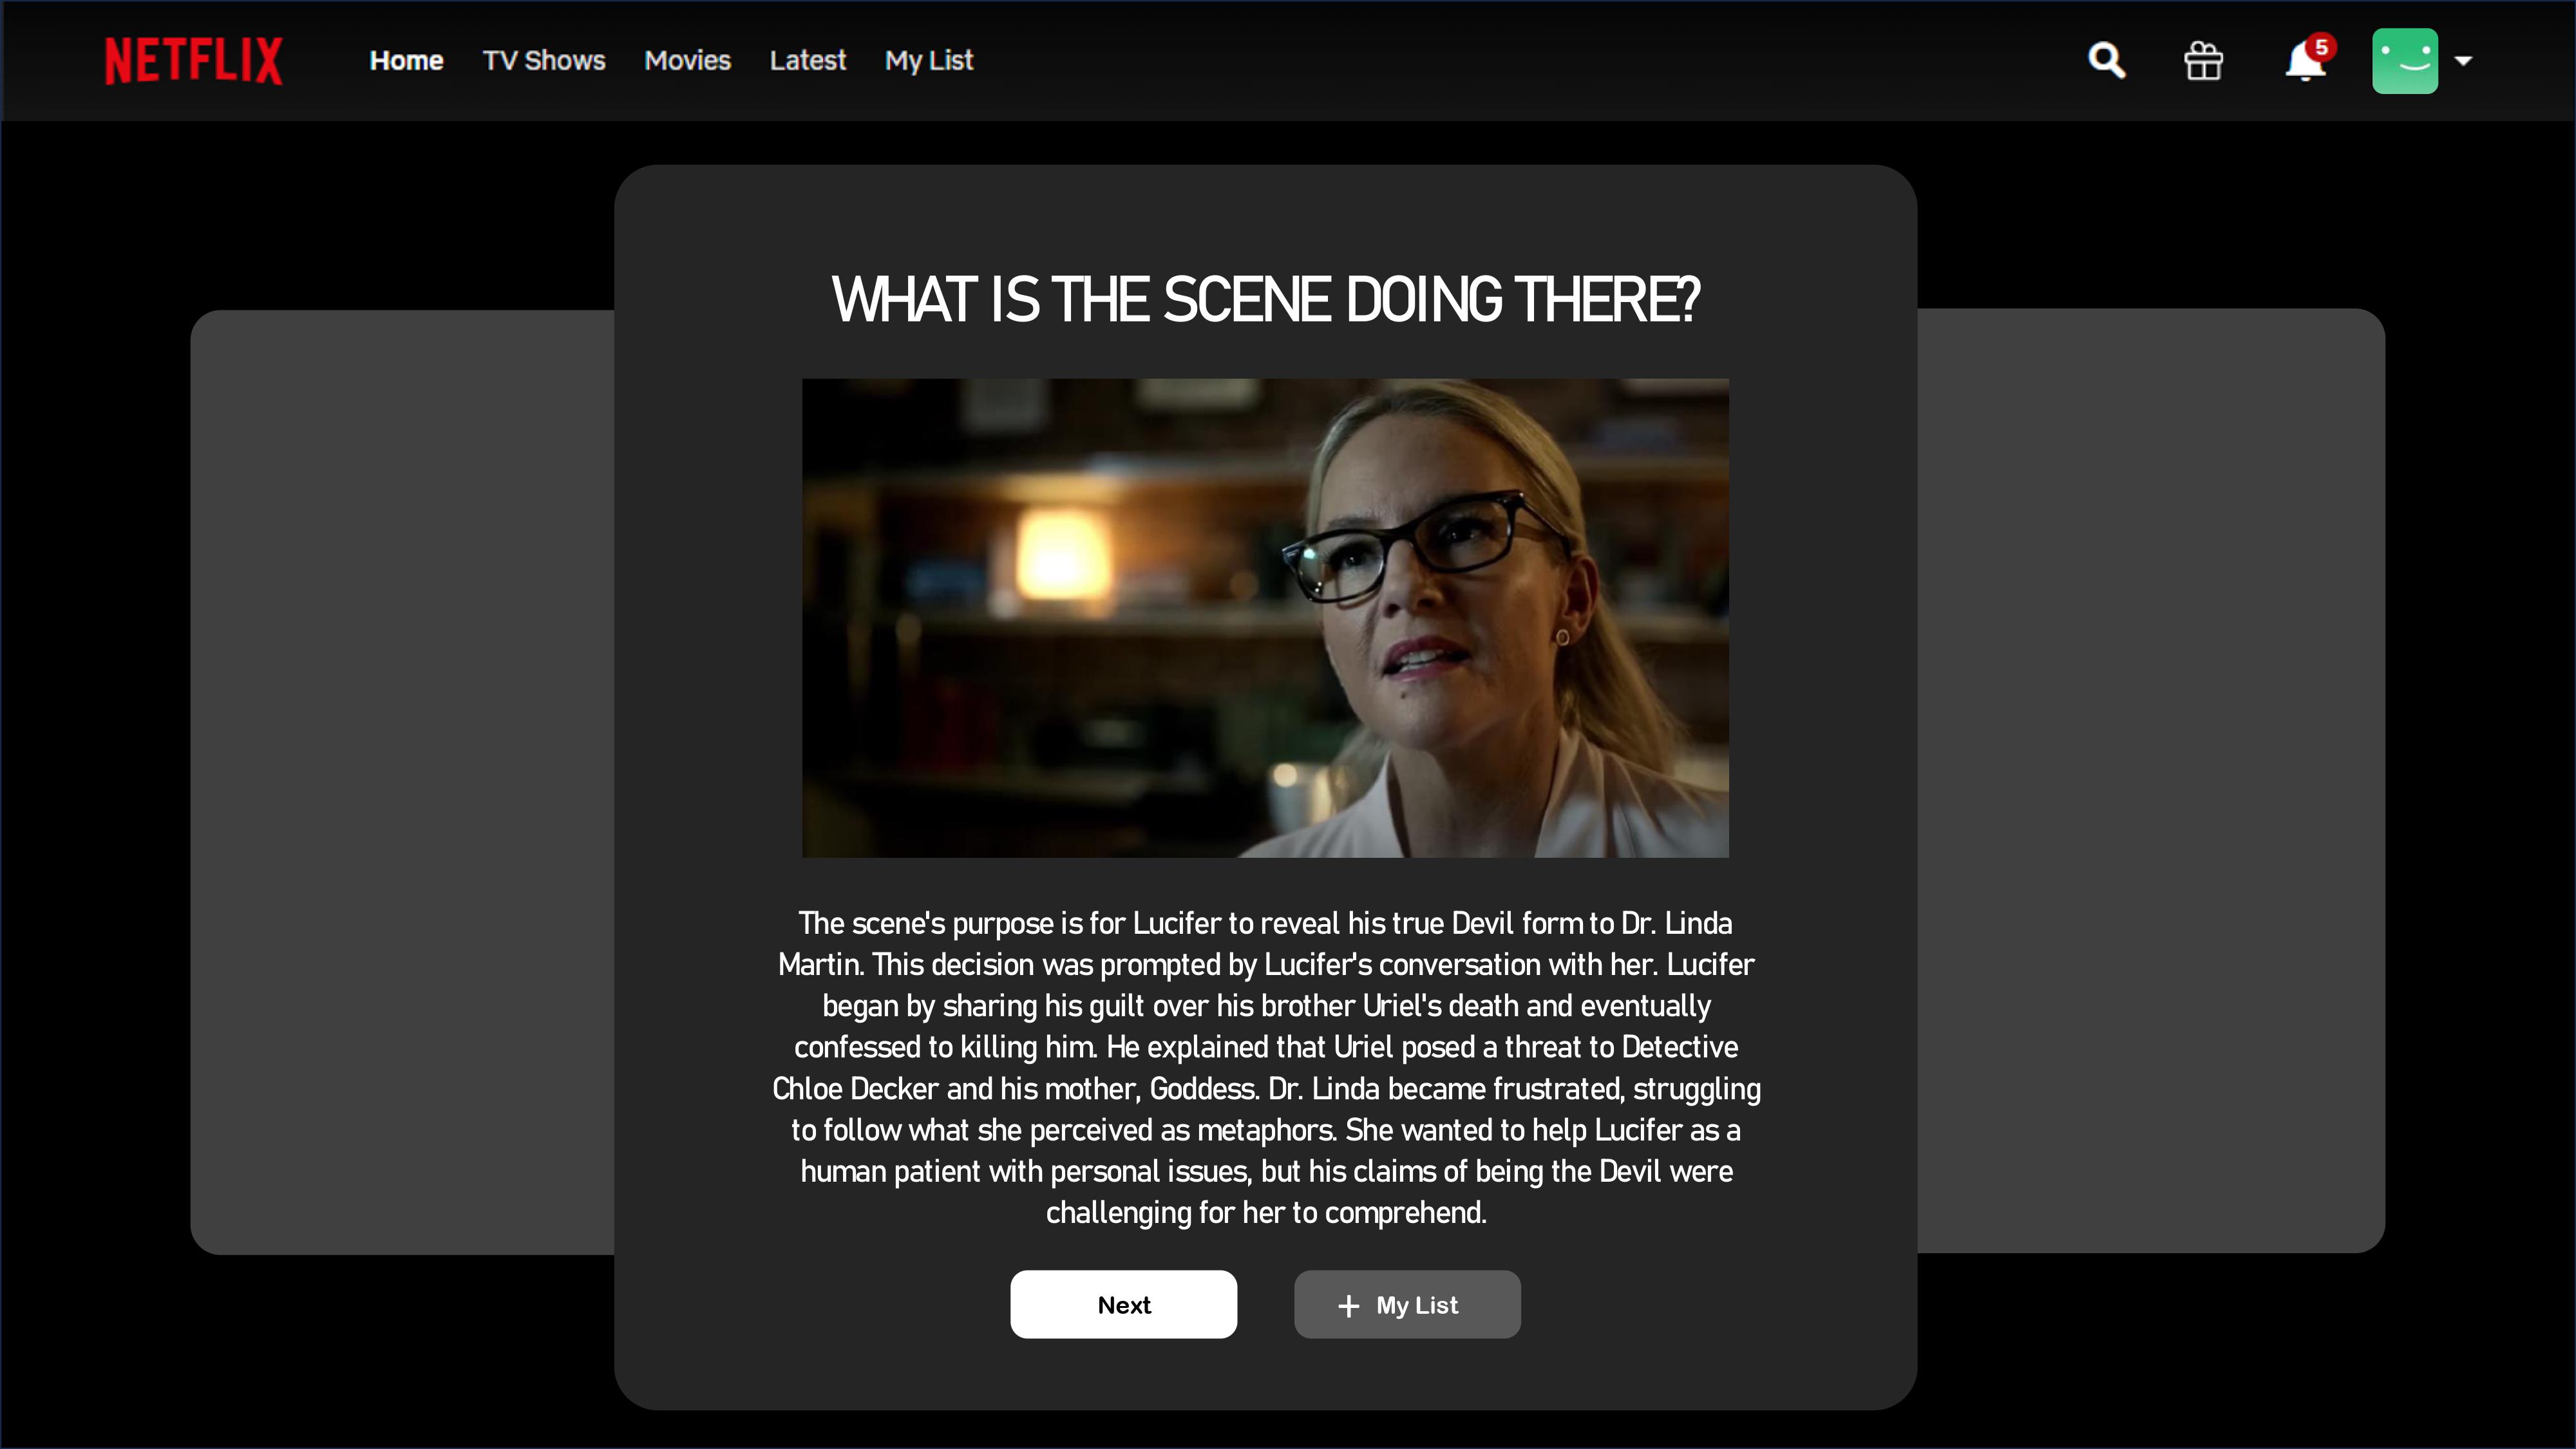 NETFLIX Home TV Shows Movies Latest My List 5
WHAT IS THE SCENE DOING THERE?
The scene's purpose is for Lucifer to reveal his true Devil form to Dr. Linda
Martin. This decision was prompted by Lucifer's conversation with her. Lucifer
began by sharing his guilt over his brother Uriel's death and eventually
confessed to killing him. He explained that Uriel posed a threat to Detective
Chloe Decker and his mother, Goddess. Dr. Linda became frustrated, struggling
to follow what she perceived as metaphors. She wanted to help Lucifer as a
human patient with personal issues, but his claims of being the Devil were
challenging for her to comprehend.
Next + My List